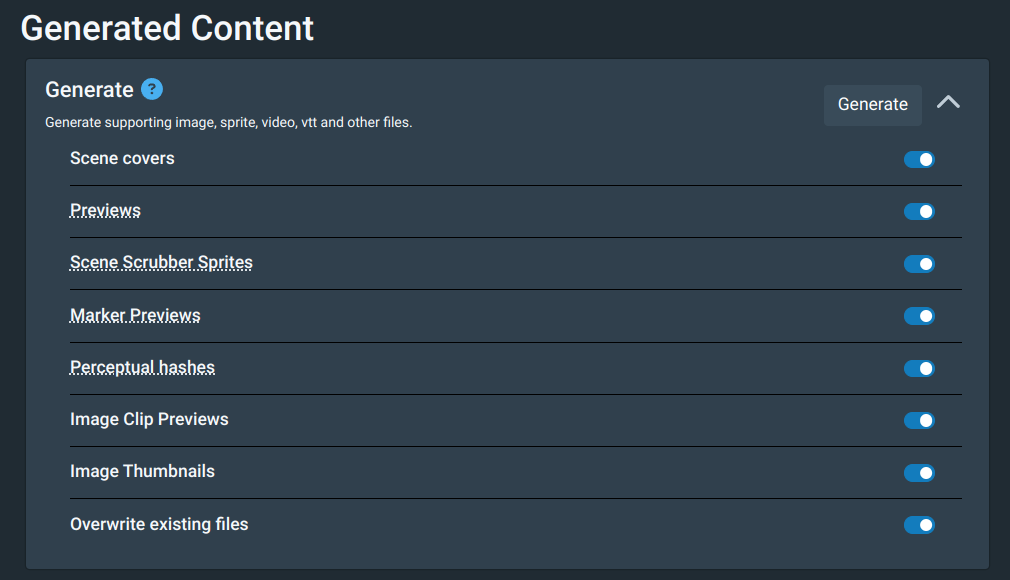 Generated Content
Generate ?
Generate supporting image, sprite, video, vtt and other files.
Generate
Scene covers
Previews
Scene Scrubber Sprites
Marker Previews
Perceptual hashes
Image Clip Previews
Image Thumbnails
Overwrite existing files